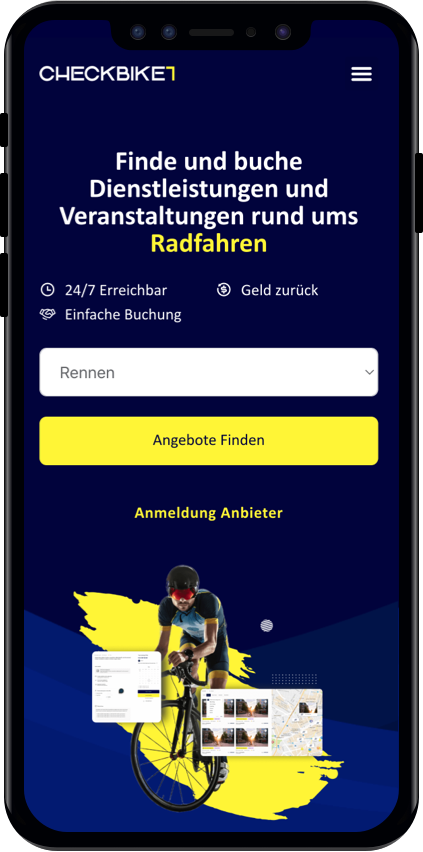 CHECKBIKE7
Finde und buche
Dienstleistungen und
Veranstaltungen rund ums
Radfahren
24/7 Erreichbar
Geld zurück
Einfache Buchung
Rennen
Angebote Finden
Anmeldung Anbieter